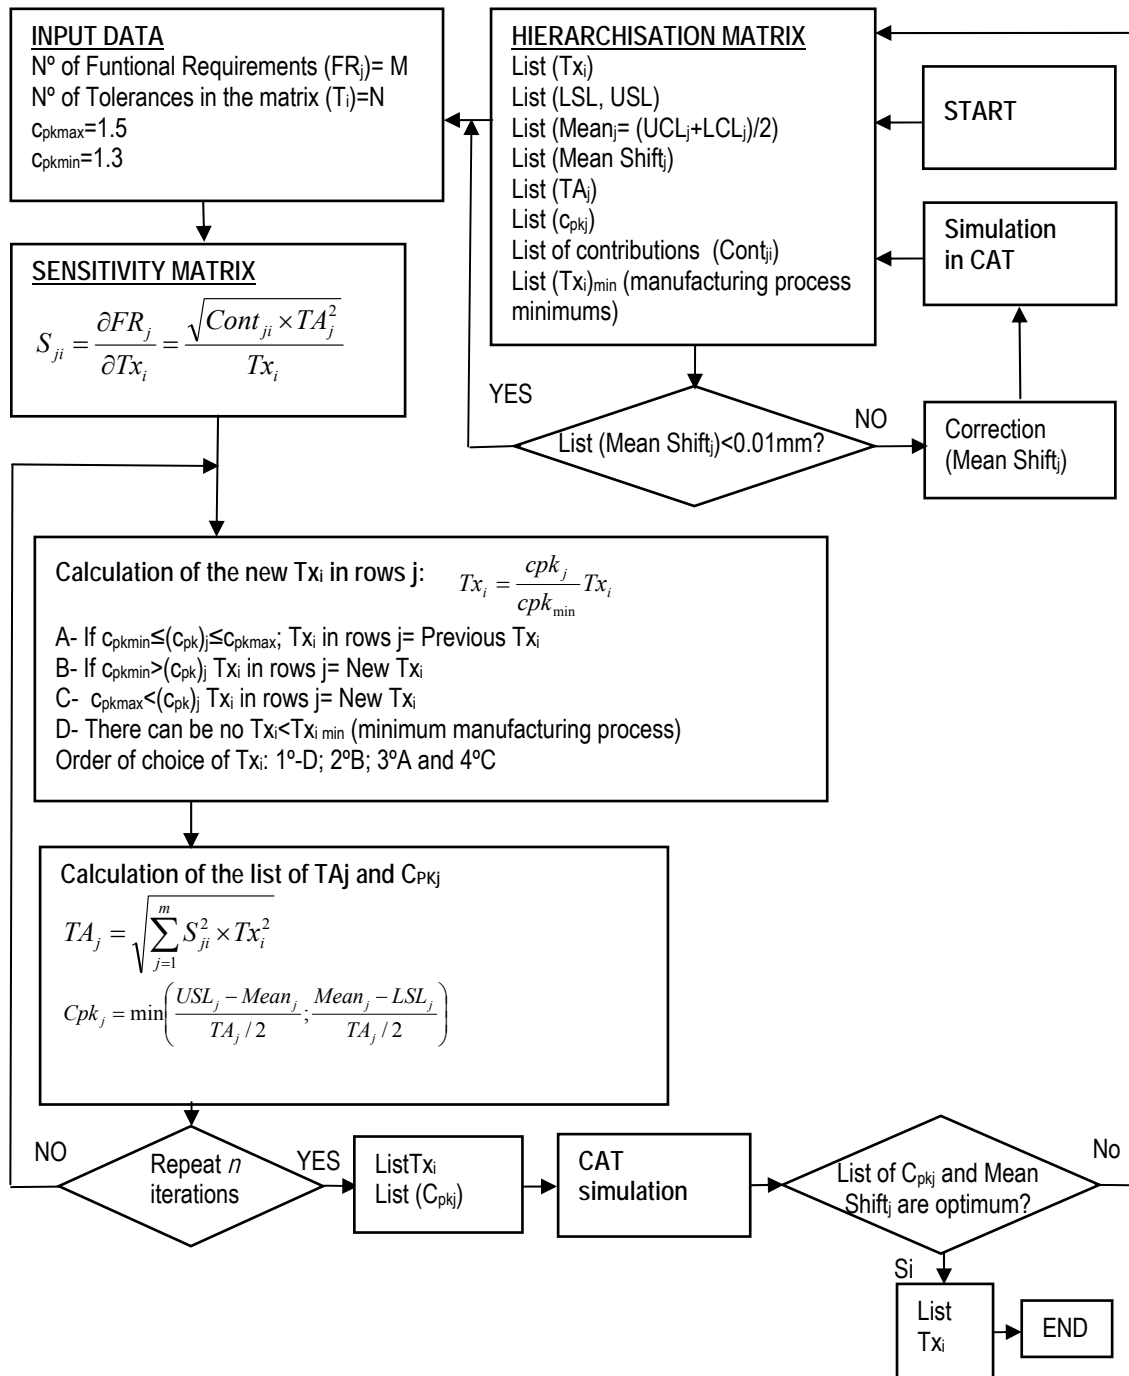 INPUT DATA
Nº of Funtional Requirements (FRj)= M
Nº of Tolerances in the matrix (Ti)=N
cpkmax=1.5
cpkmin=1.3
HIERARCHISATION MATRIX
List (Txi)
List (LSL, USL)
List (Meanj= (UCLj+LCLj)/2)
List (Mean Shiftj)
List (TAj)
List (cpkj)
List of contributions (Contji)
List (Txi)min (manufacturing process
minimums)
START
Simulation
in CAT
SENSITIVITY MATRIX
Sji = ∂FRj / ∂Txi = √(Contji × TAj²) / Txi
YES
List (Mean Shiftj)<0.01mm?
NO
Correction
(Mean Shiftj)
Calculation of the new Txi in rows j: Txi = cpkj / cpkmin Txi
A- If cpkmin≤(cpk)j≤cpkmax; Txi in rows j= Previous Txi
B- If cpkmin>(cpk)j Txi in rows j= New Txi
C- cpkmax<(cpk)j Txi in rows j= New Txi
D- There can be no Txi<Txi min (minimum manufacturing process)
Order of choice of Txi: 1º-D; 2ºB; 3ºA and 4ºC
Calculation of the list of TAj and CPKj
TAj = √(∑j=1m Sji² × Txi²)
Cpkj = min(USLj − Meanj / TAj / 2 ; Meanj − LSLj / TAj / 2)
NO
Repeat n
iterations
YES
ListTxi
List (Cpkj)
CAT
simulation
List of Cpkj and Mean
Shiftj are optimum?
No
Si
List
Txi
END